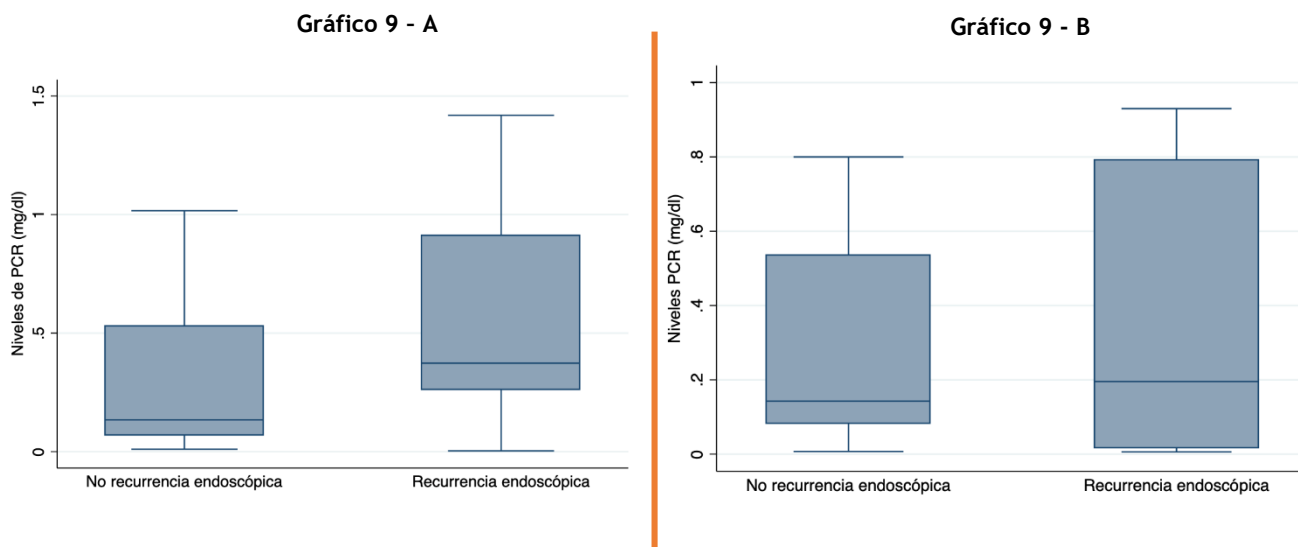 Gráfico 9 – A
Niveles de PCR (mg/dl)
1.5
1
.5
0
No recurrencia endoscópica
Recurrencia endoscópica
Gráfico 9 - B
Niveles PCR (mg/dl)
1
.8
.6
.4
.2
0
No recurrencia endoscópica
Recurrencia endoscópica